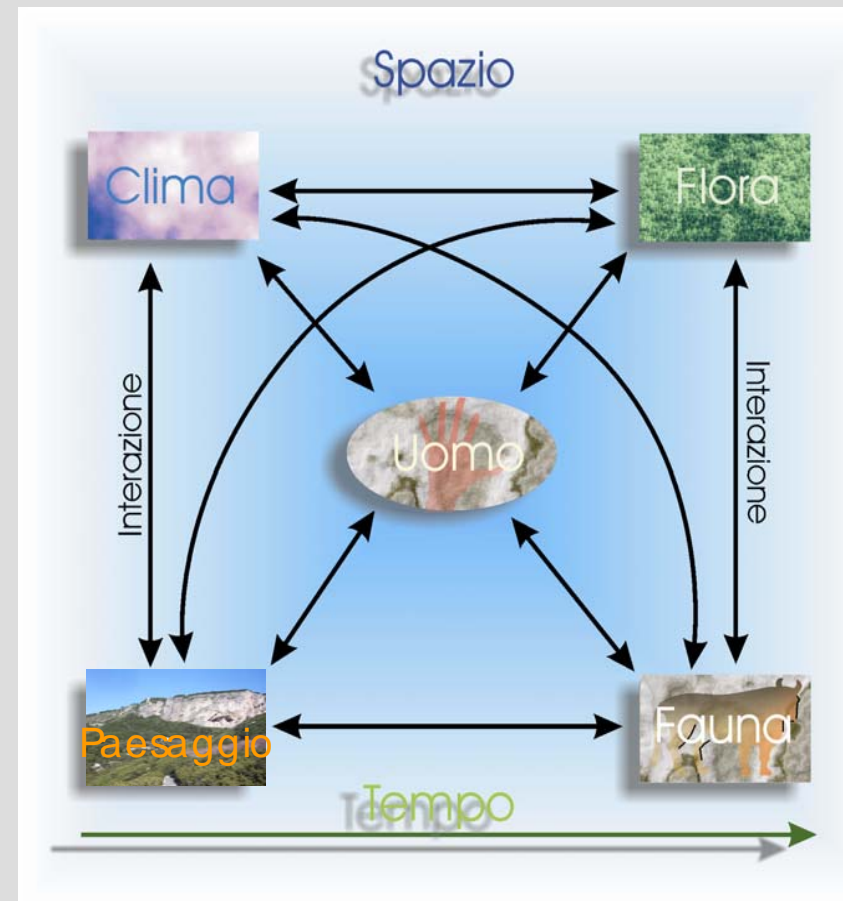 Spazio
Clima
Flora
Interazione
Interazione
Uomo
Paesaggio
Fauna
Tempo